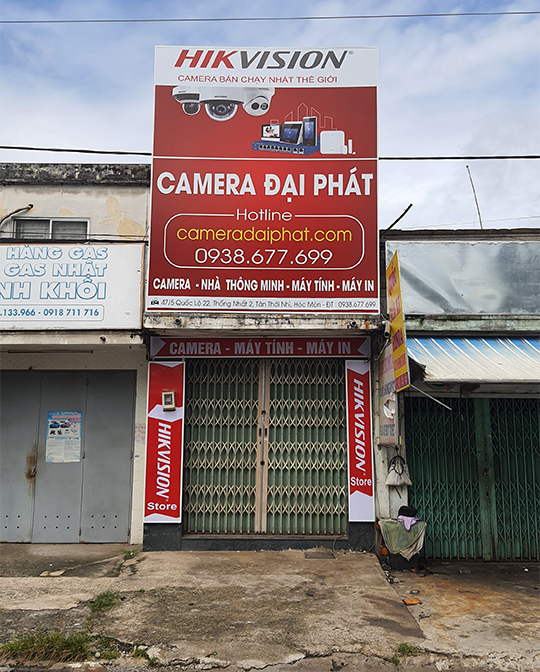 HIKVISION
CAMERA BÁN CHẠY NHẤT THẾ GIỚI
CAMERA ĐẠI PHÁT
Hotline
cameradaiphat.com
0938.677.699
CAMERA - NHÀ THÔNG MINH - MÁY TÍNH - MÁY IN
47/5 Quốc Lộ 22, Thống Nhất 2, Tân Thới Nhì, Hóc Môn - ĐT : 0938.677.699
HÃNG GAS
GAS NHẬT
NH KHÔI
.133.966 - 0918 711 716
CAMERA - MÁY TÍNH - MÁY IN
HIKVISION
Store
HIKVISION
Store